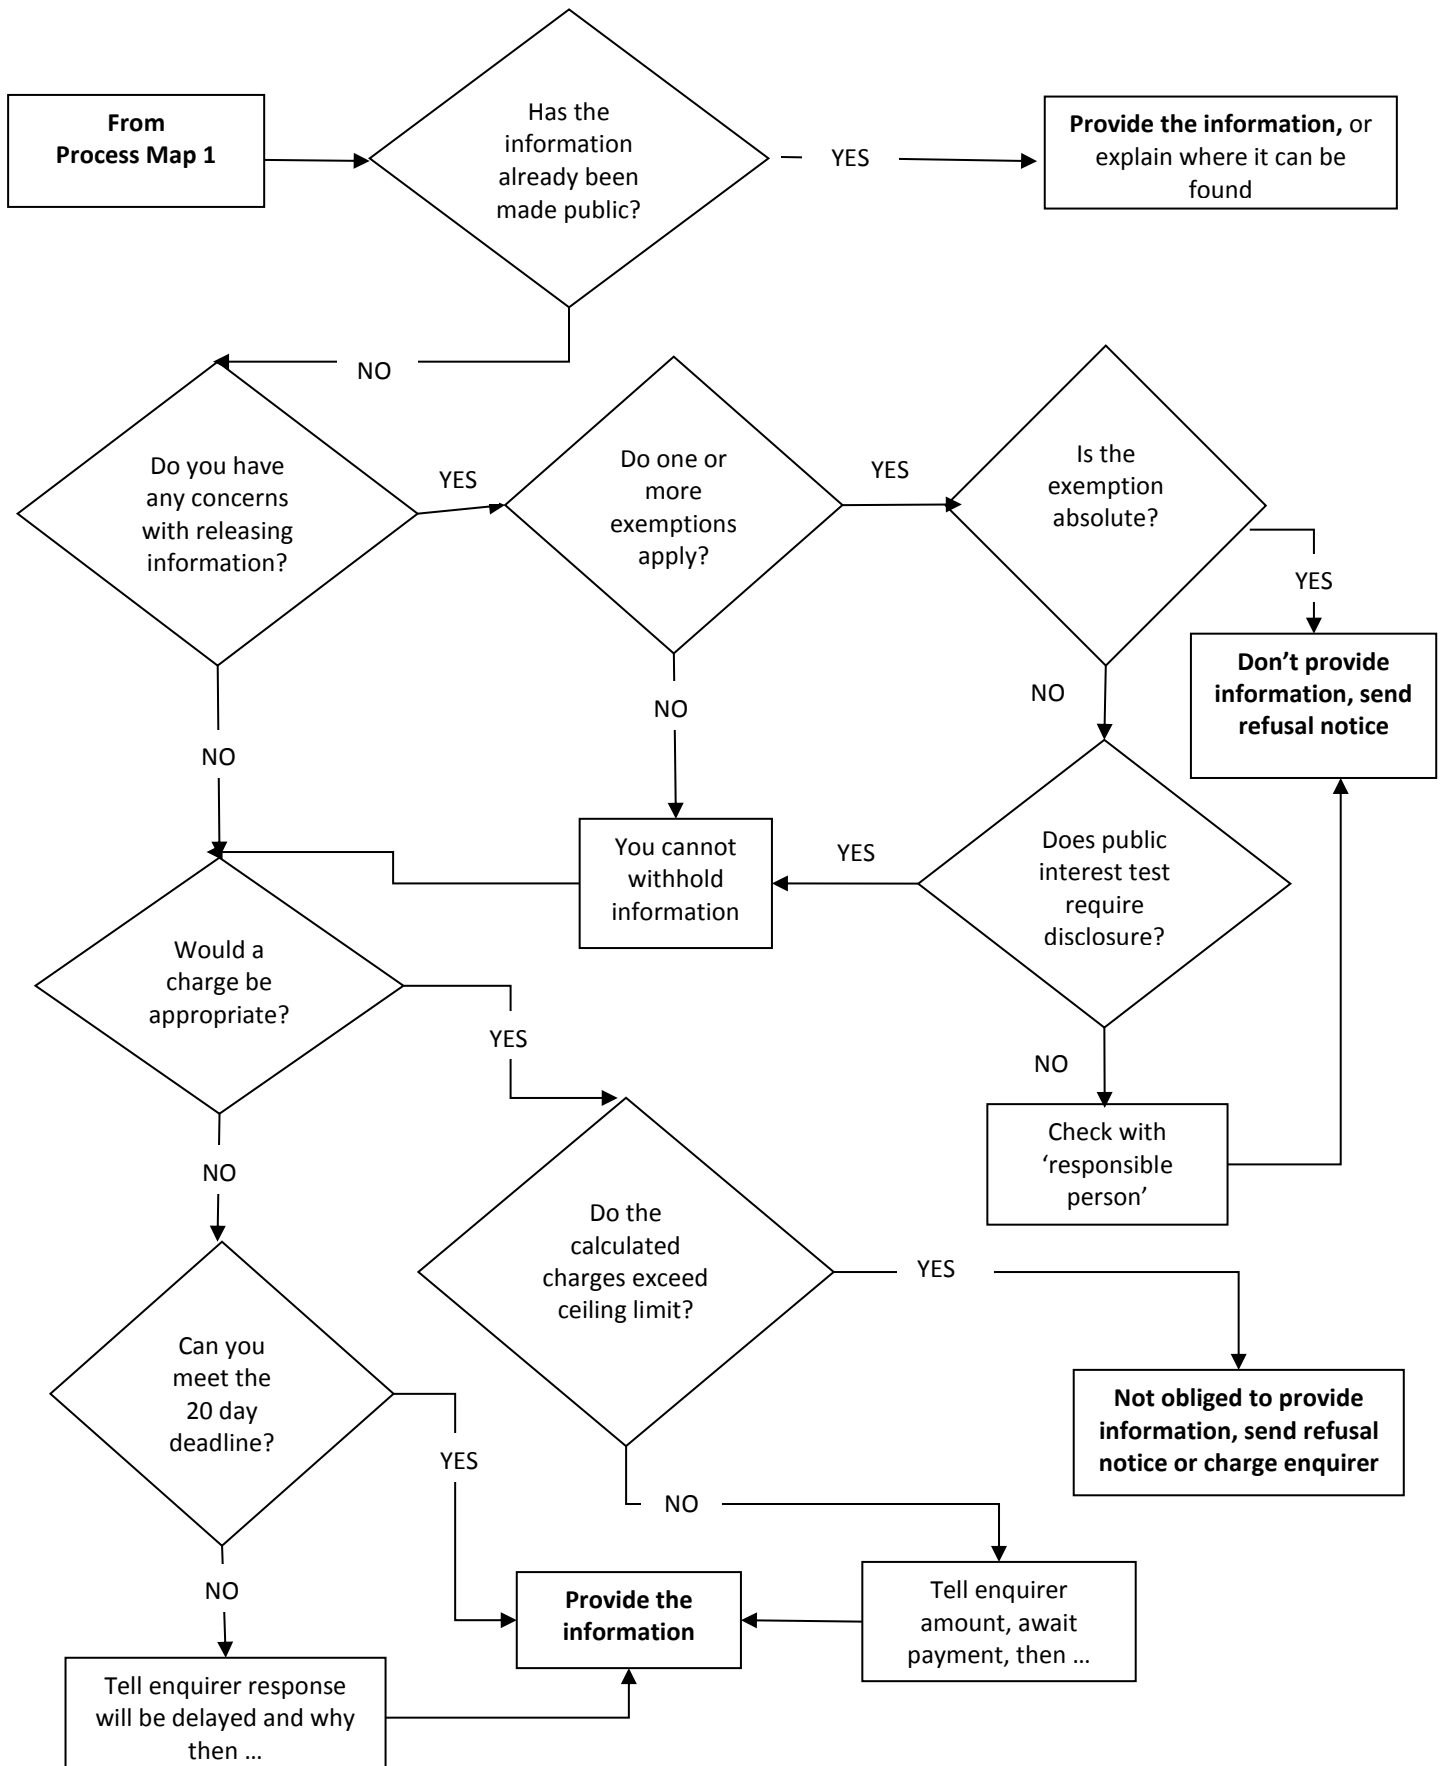 From
Process Map 1
Has the
information
already been
made public?
YES
Provide the information, or
explain where it can be
found
NO
Do you have
any concerns
with releasing
information?
YES
Do one or
more
exemptions
apply?
YES
Is the
exemption
absolute?
YES
Don’t provide
information, send
refusal notice
NO
NO
NO
You cannot
withhold
information
YES
Does public
interest test
require
disclosure?
Would a
charge be
appropriate?
YES
NO
Check with
‘responsible
person’
NO
Do the
calculated
charges exceed
ceiling limit?
YES
Not obliged to provide
information, send refusal
notice or charge enquirer
Can you
meet the
20 day
deadline?
YES
NO
NO
Provide the
information
Tell enquirer
amount, await
payment, then …
Tell enquirer response
will be delayed and why
then …